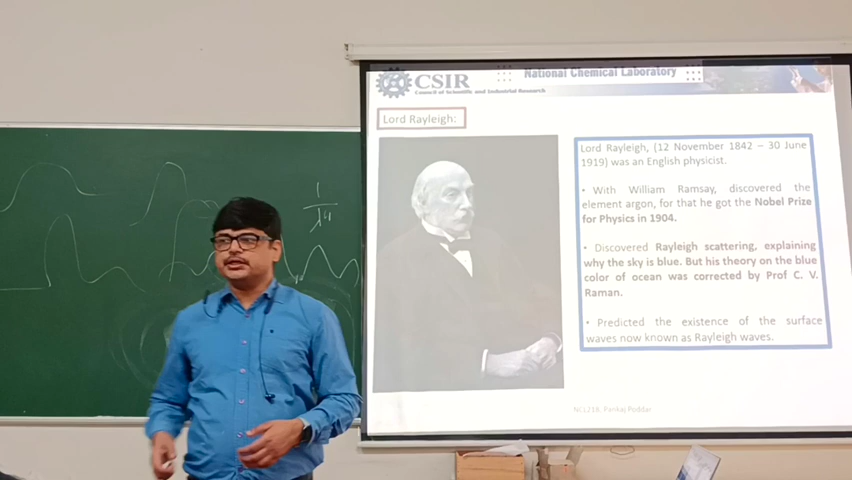 1
λ4
CSIR
Council of Scientific and Industrial Research
National Chemical Laboratory
Lord Rayleigh:
Lord Rayleigh, (12 November 1842 – 30 June
1919) was an English physicist.
• With William Ramsay, discovered the
element argon, for that he got the Nobel Prize
for Physics in 1904.
• Discovered Rayleigh scattering, explaining
why the sky is blue. But his theory on the blue
color of ocean was corrected by Prof C. V.
Raman.
• Predicted the existence of the surface
waves now known as Rayleigh waves.
NCL218, Pankaj Poddar